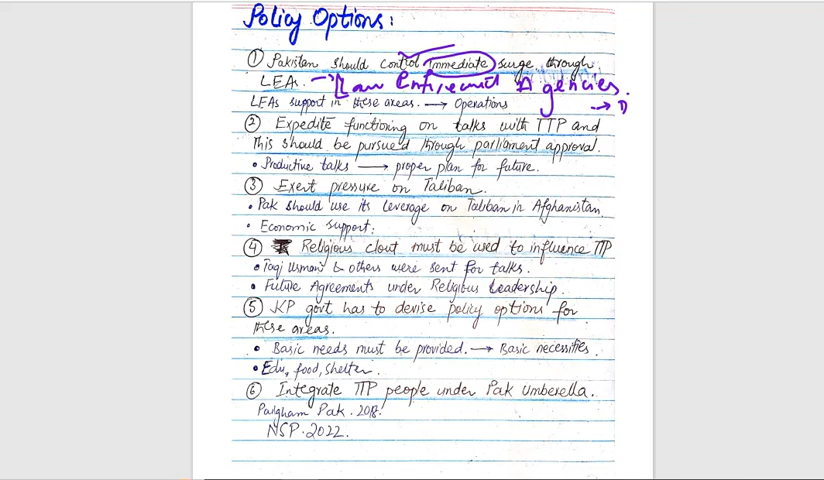 Policy Options:
① Pakistan should control immediate surge through
LEAs. → Law Enforcement Agencies.
LEAs support in these areas. → Operations → D
② Expedite functioning on talks with TTP and
this should be pursued through parliament approval.
• Productive talks → proper plan for future.
③ Exert pressure on Taliban.
• Pak should use its leverage on Taliban in Afghanistan.
• Economic support.
④ Religious clout must be used to influence TTP
• Taqi Usmani & others were sent for talks.
• Future Agreements under Religious Leadership.
⑤ KP govt has to devise policy options for
these areas.
• Basic needs must be provided. → Basic necessities.
• Edu, food, shelter.
⑥ Integrate TTP people under Pak Umberella.
Paigham Pak. 2018.
NSP. 2022.